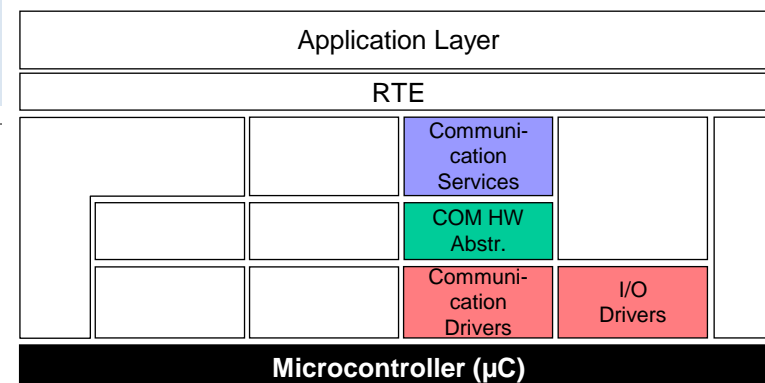 Application Layer
RTE
Communi-
cation
Services
COM HW
Abstr.
Communi-
cation
Drivers
I/O
Drivers
Microcontroller (µC)